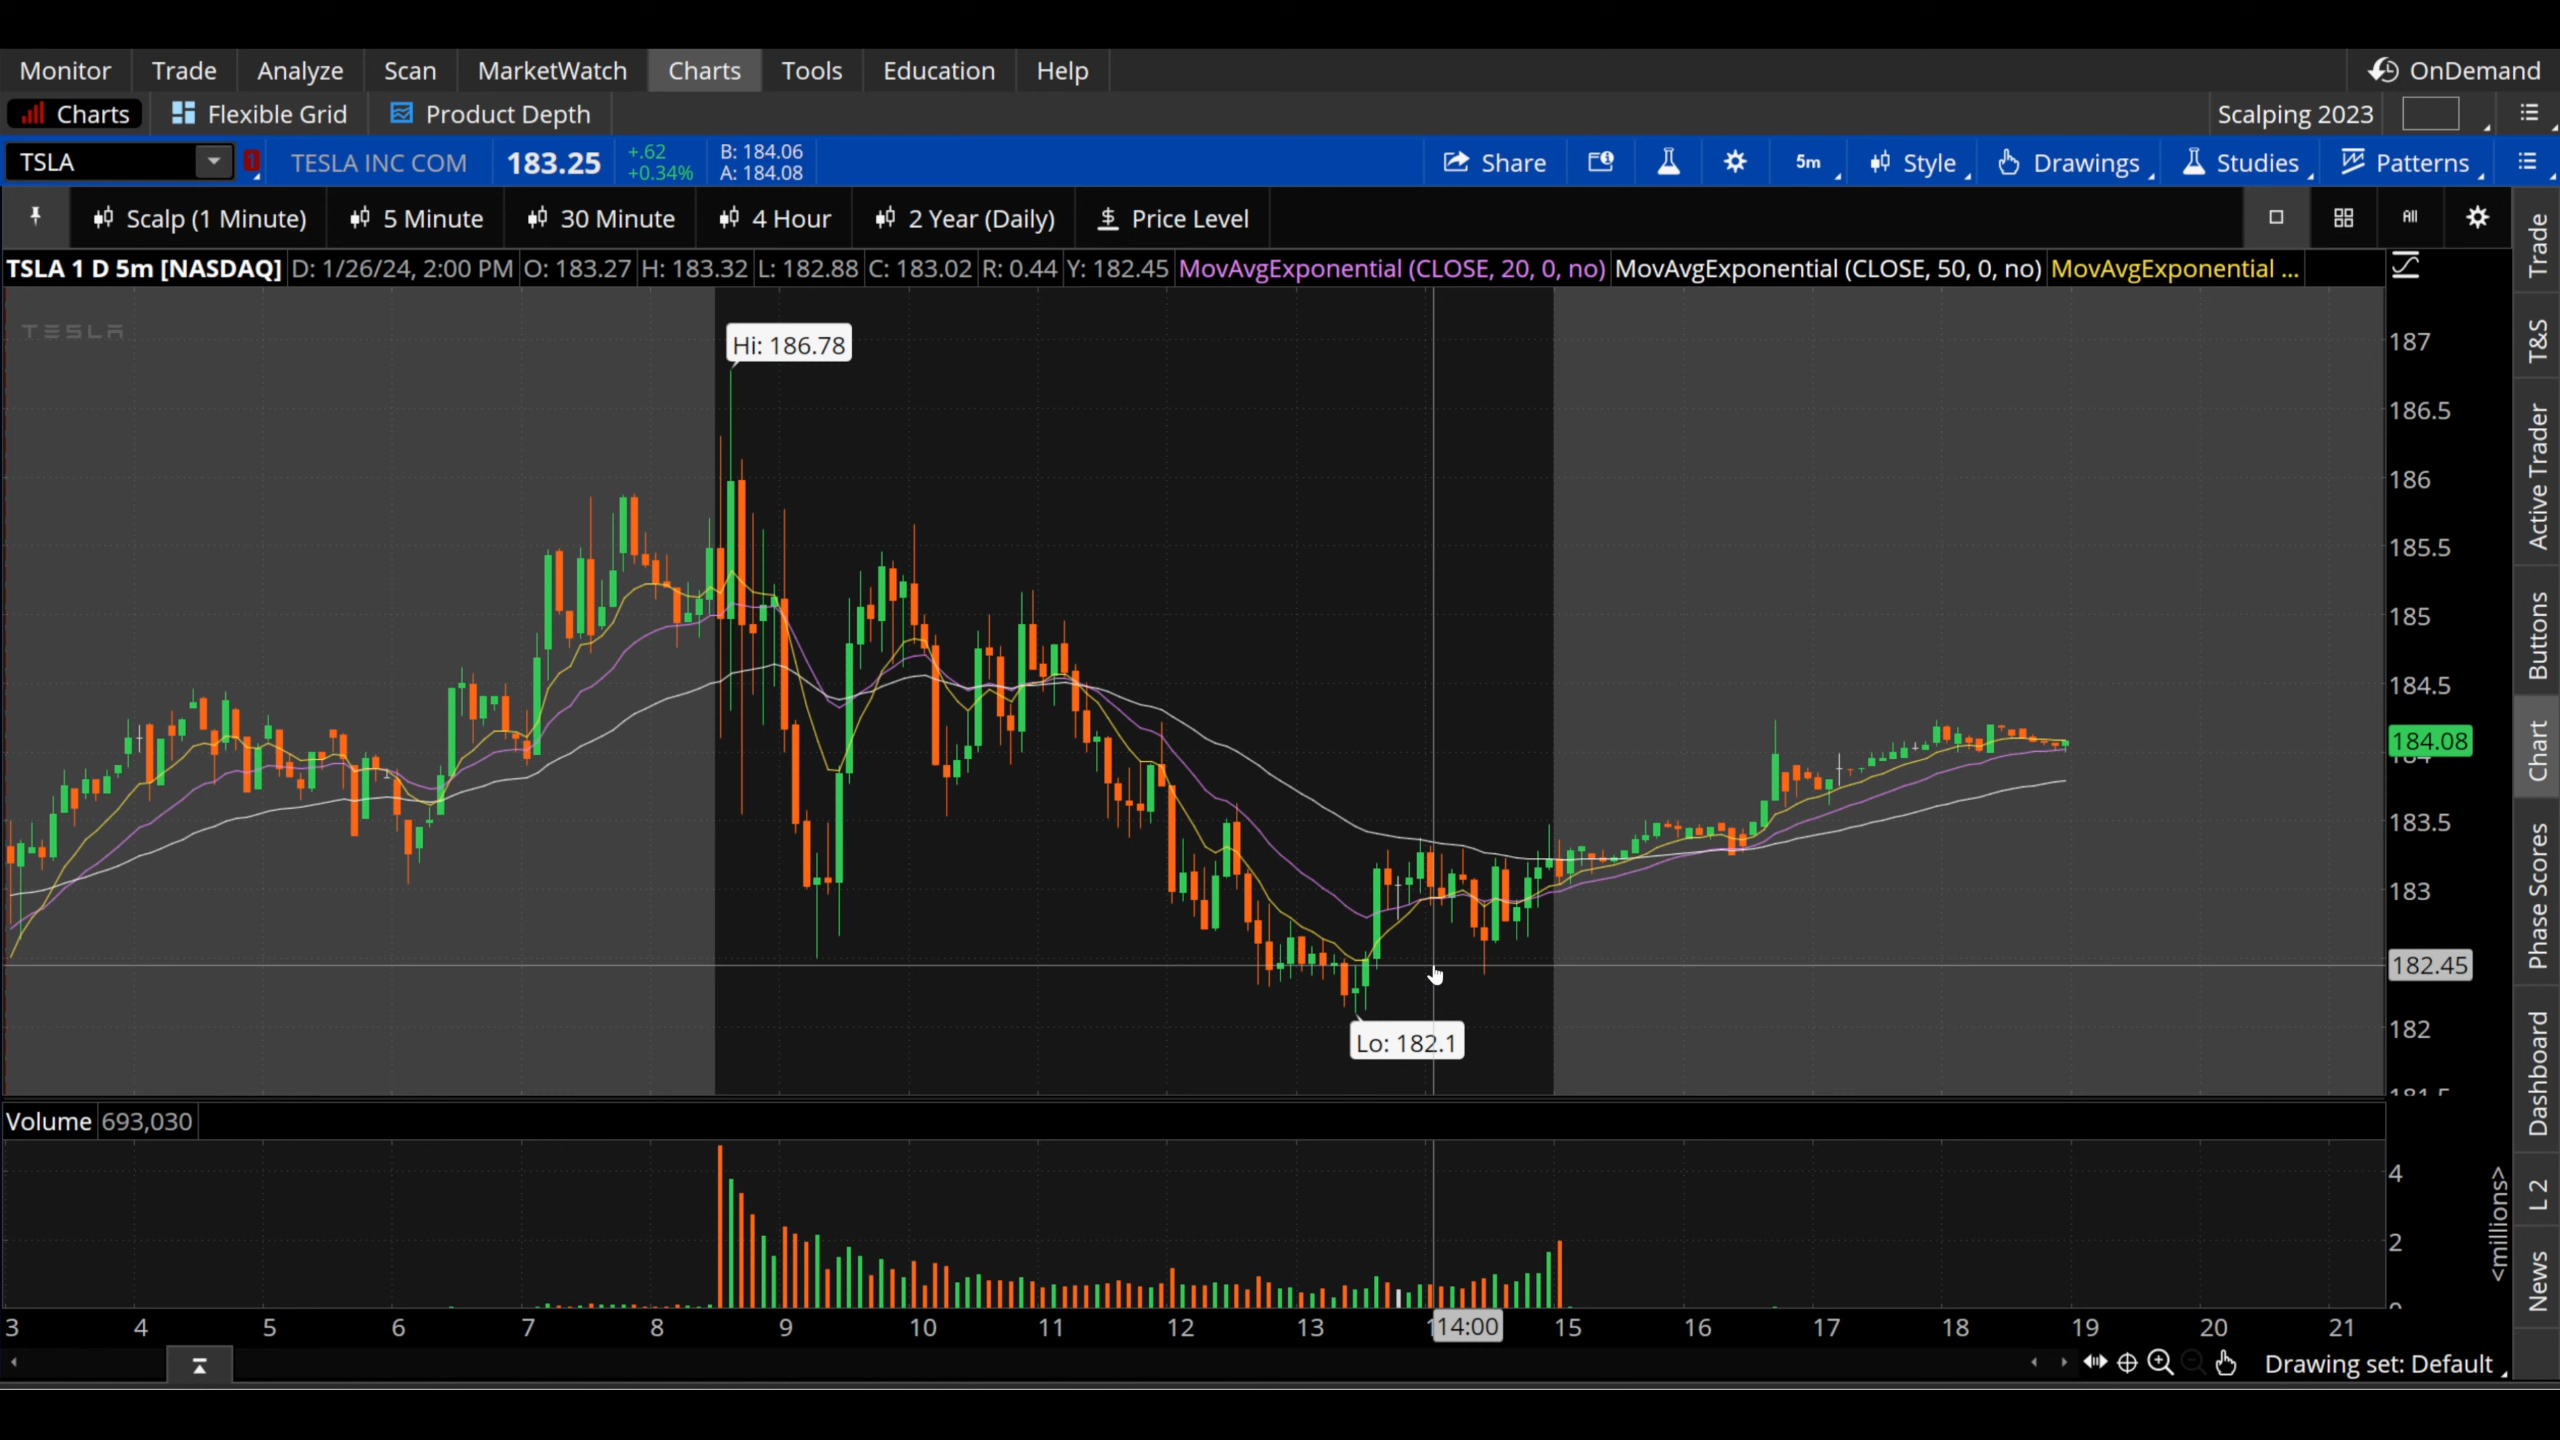 Monitor Trade Analyze Scan MarketWatch Charts Tools Education Help OnDemand
Charts Flexible Grid Product Depth Scalping 2023
TSLA 1 TESLA INC COM 183.25 +.62 +0.34% B: 184.06 A: 184.08 Share 5m Style Drawings Studies Patterns
Scalp (1 Minute) 5 Minute 30 Minute 4 Hour 2 Year (Daily) $ Price Level All
TSLA 1 D 5m [NASDAQ] D: 1/26/24, 2:00 PM O: 183.27 H: 183.32 L: 182.88 C: 183.02 R: 0.44 Y: 182.45 MovAvgExponential (CLOSE, 20, 0, no) MovAvgExponential (CLOSE, 50, 0, no) MovAvgExponential ...
TESLA
Hi: 186.78
187
186.5
186
185.5
185
184.5
184.08
183.5
183
182.45
182
Lo: 182.1
Volume 693,030
4
2
0
<millions>
3 4 5 6 7 8 9 10 11 12 13 14:00 15 16 17 18 19 20 21
Drawing set: Default
Trade
T&S
Active Trader
Buttons
Chart
Phase Scores
Dashboard
L 2
News